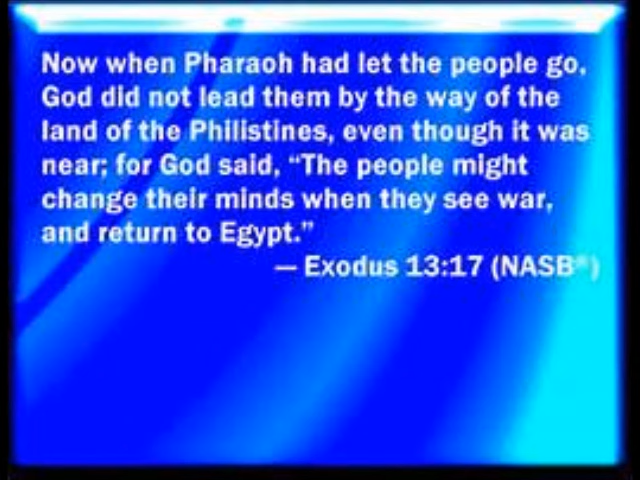 Now when Pharaoh had let the people go,
God did not lead them by the way of the
land of the Philistines, even though it was
near; for God said, “The people might
change their minds when they see war,
and return to Egypt.”
— Exodus 13:17 (NASB®)